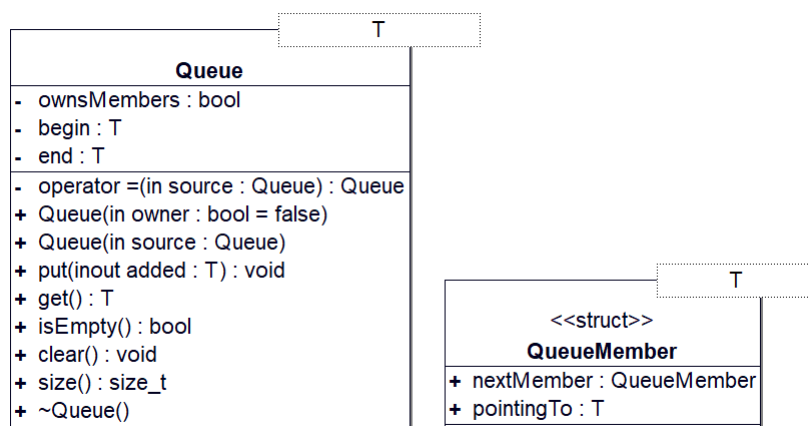 T
Queue
- ownsMembers : bool
- begin : T
- end : T
- operator =(in source : Queue) : Queue
+ Queue(in owner : bool = false)
+ Queue(in source : Queue)
+ put(inout added : T) : void
+ get() : T
+ isEmpty() : bool
+ clear() : void
+ size() : size_t
+ ~Queue()
T
<<struct>>
QueueMember
+ nextMember : QueueMember
+ pointingTo : T